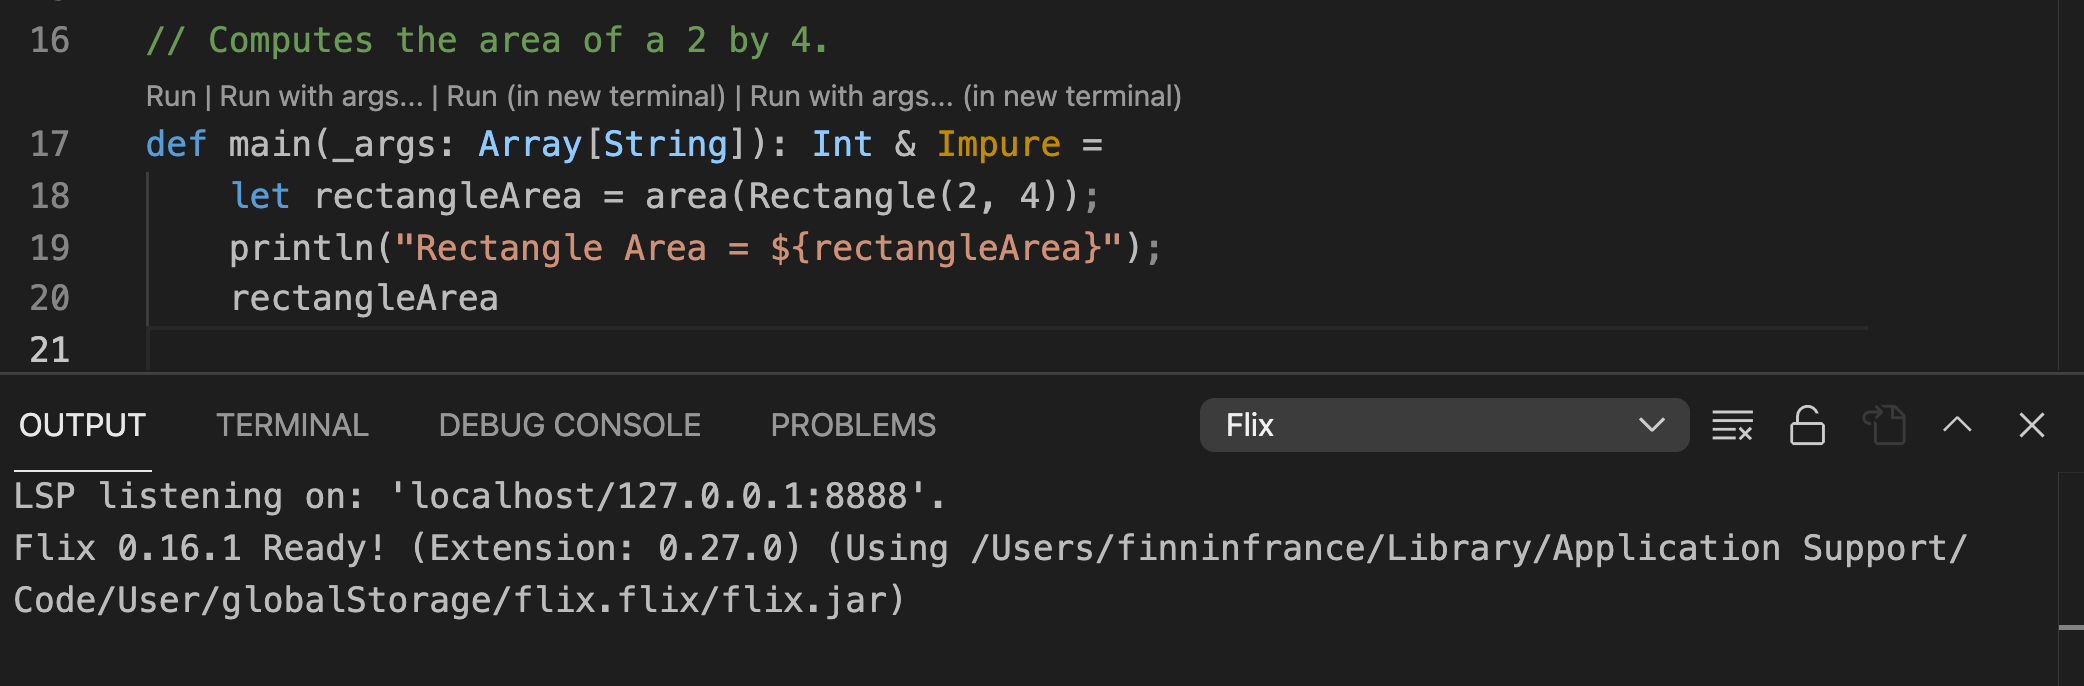 16 // Computes the area of a 2 by 4.
Run | Run with args... | Run (in new terminal) | Run with args... (in new terminal)
17 def main(_args: Array[String]): Int & Impure =
18 let rectangleArea = area(Rectangle(2, 4));
19 println("Rectangle Area = ${rectangleArea}");
20 rectangleArea
21
OUTPUT TERMINAL DEBUG CONSOLE PROBLEMS Flix
LSP listening on: 'localhost/127.0.0.1:8888'.
Flix 0.16.1 Ready! (Extension: 0.27.0) (Using /Users/finninfrance/Library/Application Support/
Code/User/globalStorage/flix.flix/flix.jar)